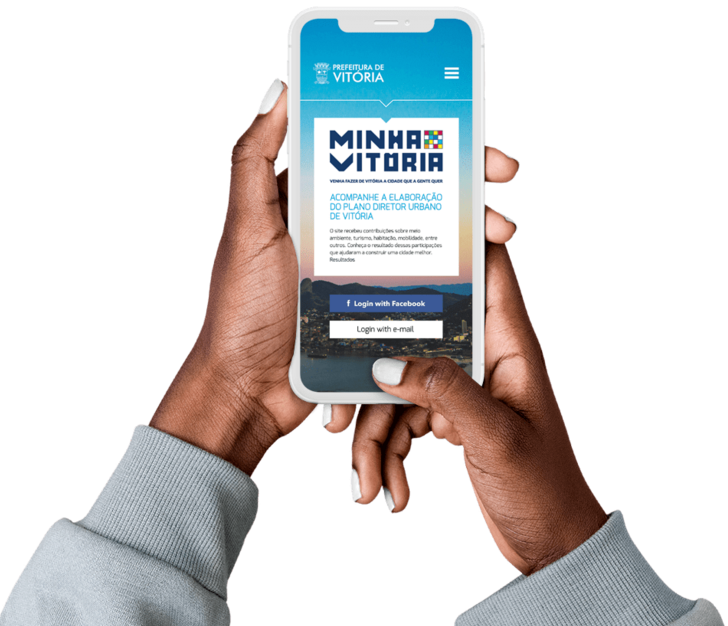 PREFEITURA DE
VITÓRIA
MINHA
VITÓRIA
VENHA FAZER DE VITÓRIA A CIDADE QUE A GENTE QUER
ACOMPANHE A ELABORAÇÃO
DO PLANO DIRETOR URBANO
DE VITÓRIA
O site recebeu contribuições sobre meio
ambiente, turismo, habitação, mobilidade, entre
outros. Conheça o resultado dessas participações
que ajudaram a construir uma cidade melhor.
Resultados
f Login with Facebook
Login with e-mail